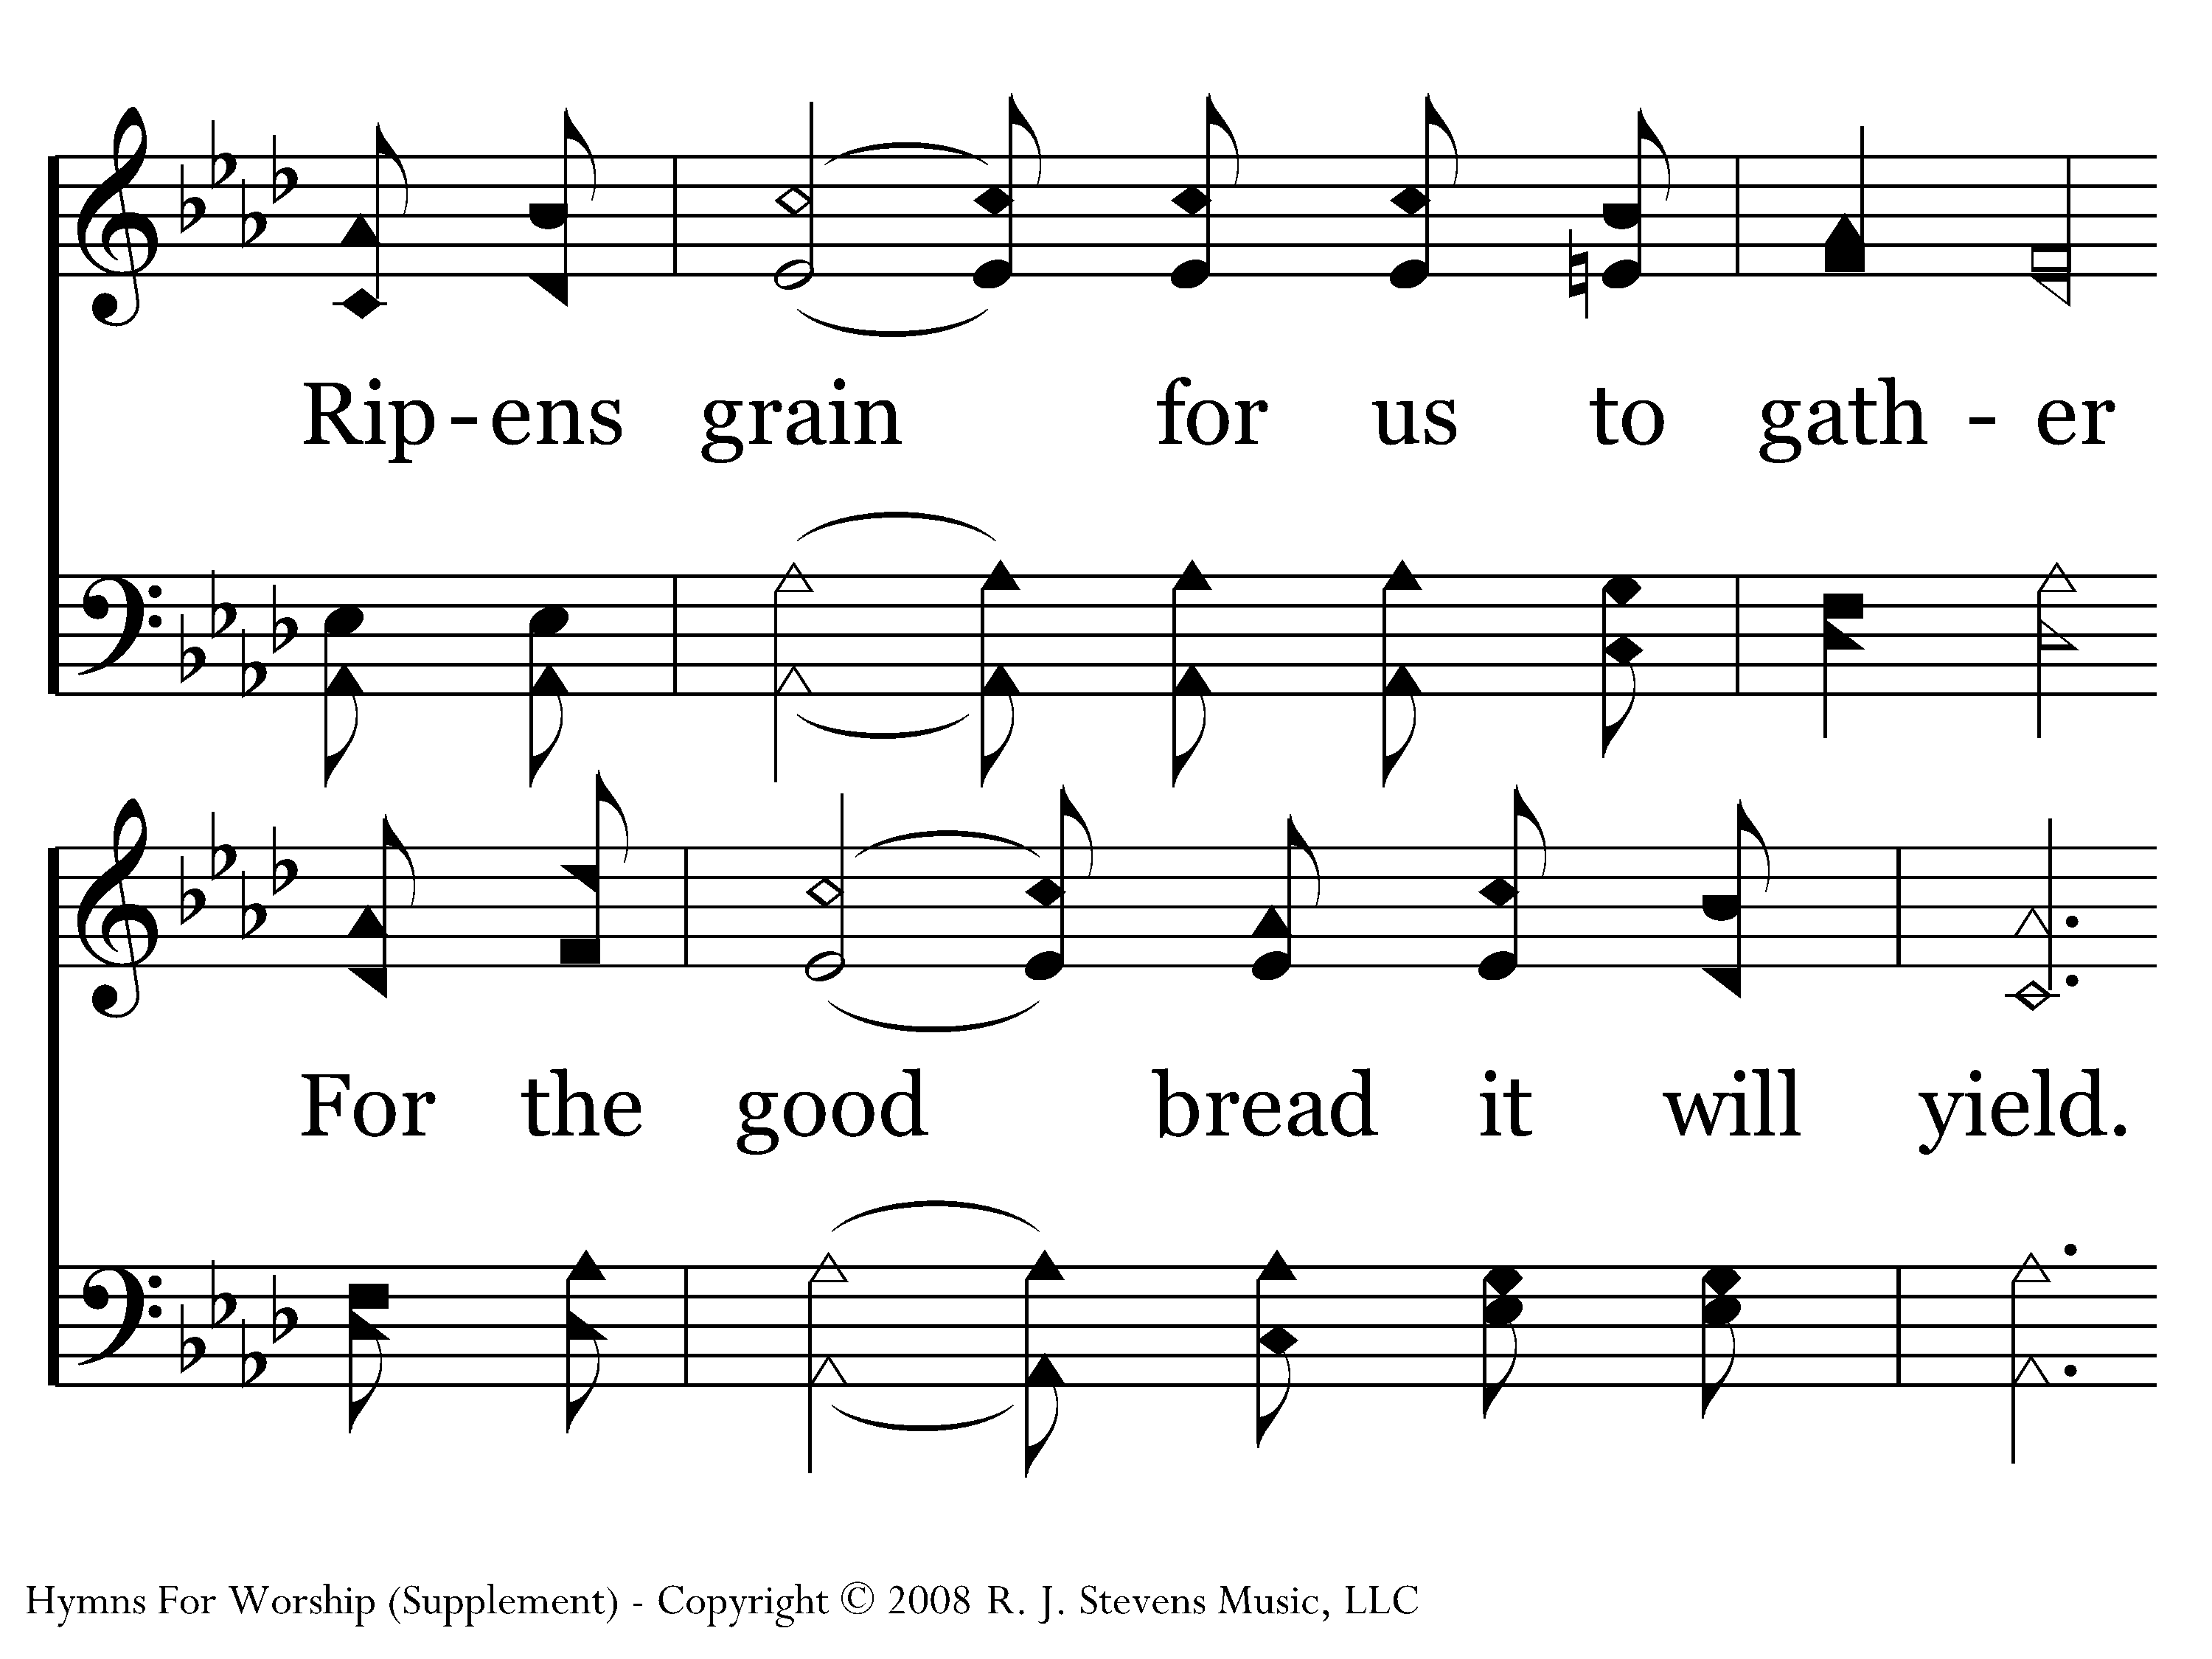 Rip - ens grain for us to gath - er
For the good bread it will yield.
Hymns For Worship (Supplement) - Copyright © 2008 R. J. Stevens Music, LLC